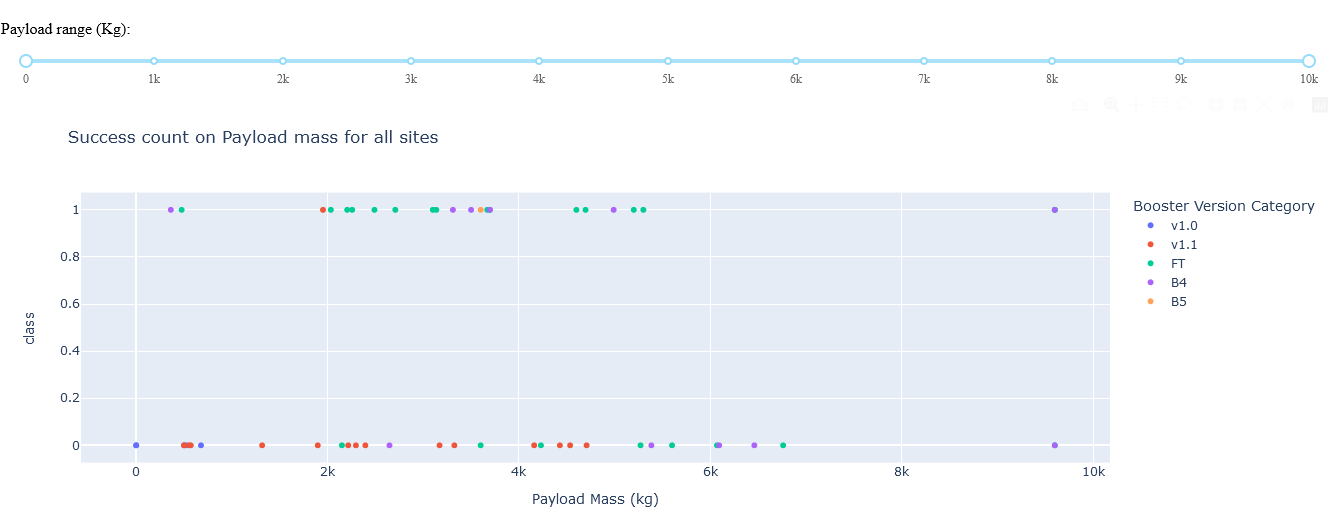 Payload range (Kg):
0 1k 2k 3k 4k 5k 6k 7k 8k 9k 10k
Success count on Payload mass for all sites
Booster Version Category
v1.0
v1.1
FT
B4
B5
class
1
0.8
0.6
0.4
0.2
0
0 2k 4k 6k 8k 10k
Payload Mass (kg)